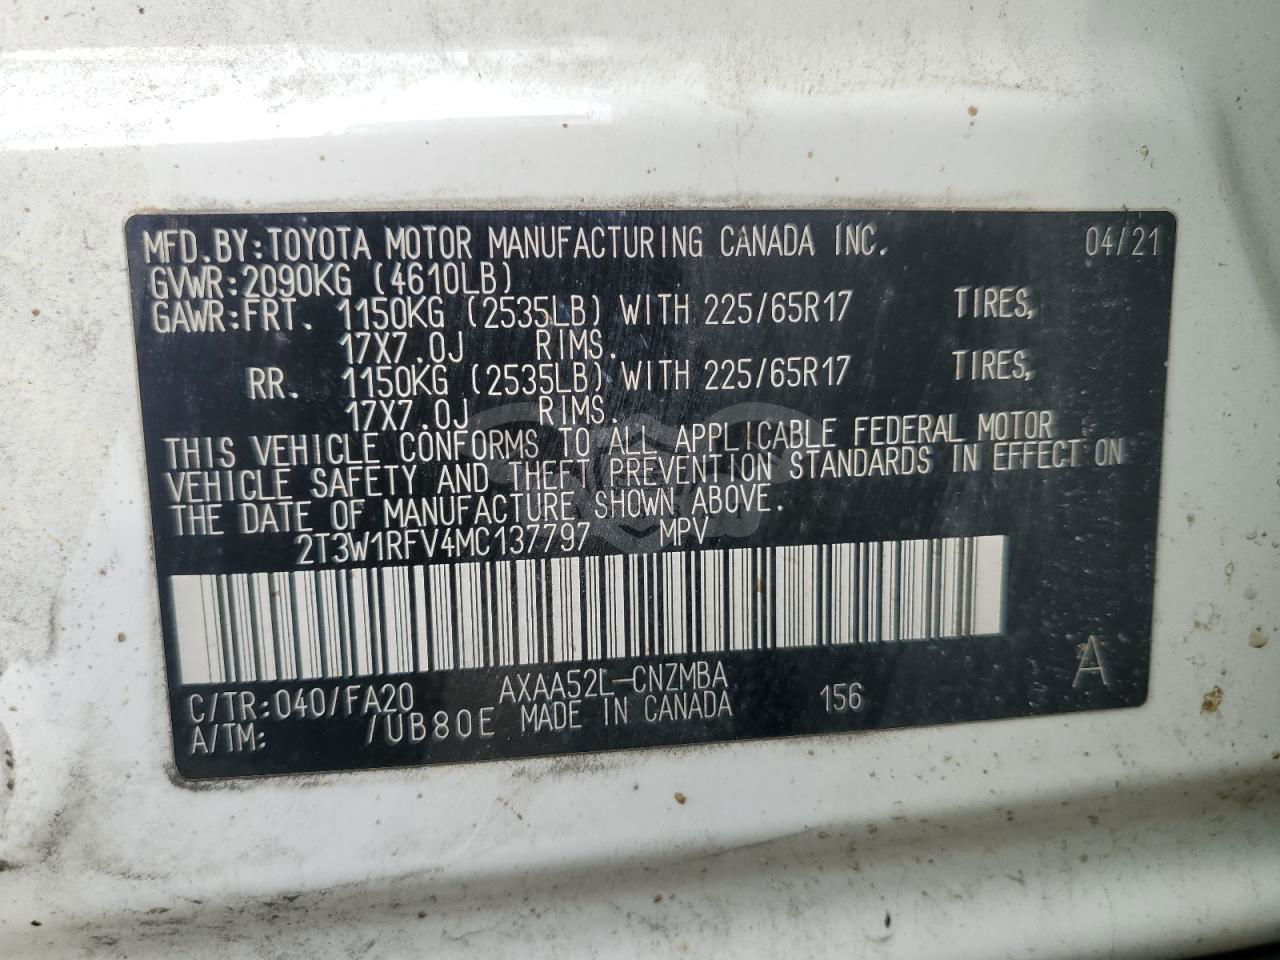 MFD.BY:TOYOTA MOTOR MANUFACTURING CANADA INC. 04/21
GVWR:2090KG (4610LB)
GAWR:FRT. 1150KG (2535LB) WITH 225/65R17 TIRES,
17X7.0J RIMS.
RR. 1150KG (2535LB) WITH 225/65R17 TIRES,
17X7.0J RIMS.
THIS VEHICLE CONFORMS TO ALL APPLICABLE FEDERAL MOTOR
VEHICLE SAFETY AND THEFT PREVENTION STANDARDS IN EFFECT ON
THE DATE OF MANUFACTURE SHOWN ABOVE.
2T3W1RFV4MC137797 MPV
C/TR:040/FA20 AXAA52L-CNZMBA 156 A
A/TM: /UB80E MADE IN CANADA